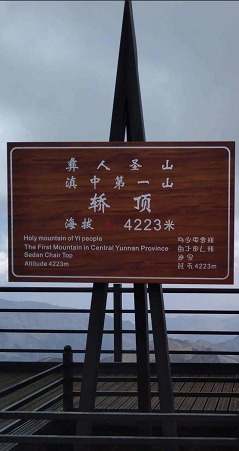 彝人圣山
滇中第一山
轿顶
海拔 4223米
Holy mountain of Yi people
The First Mountain in Central Yunnan Province
Sedan Chair Top
Altitude 4223m
4223m